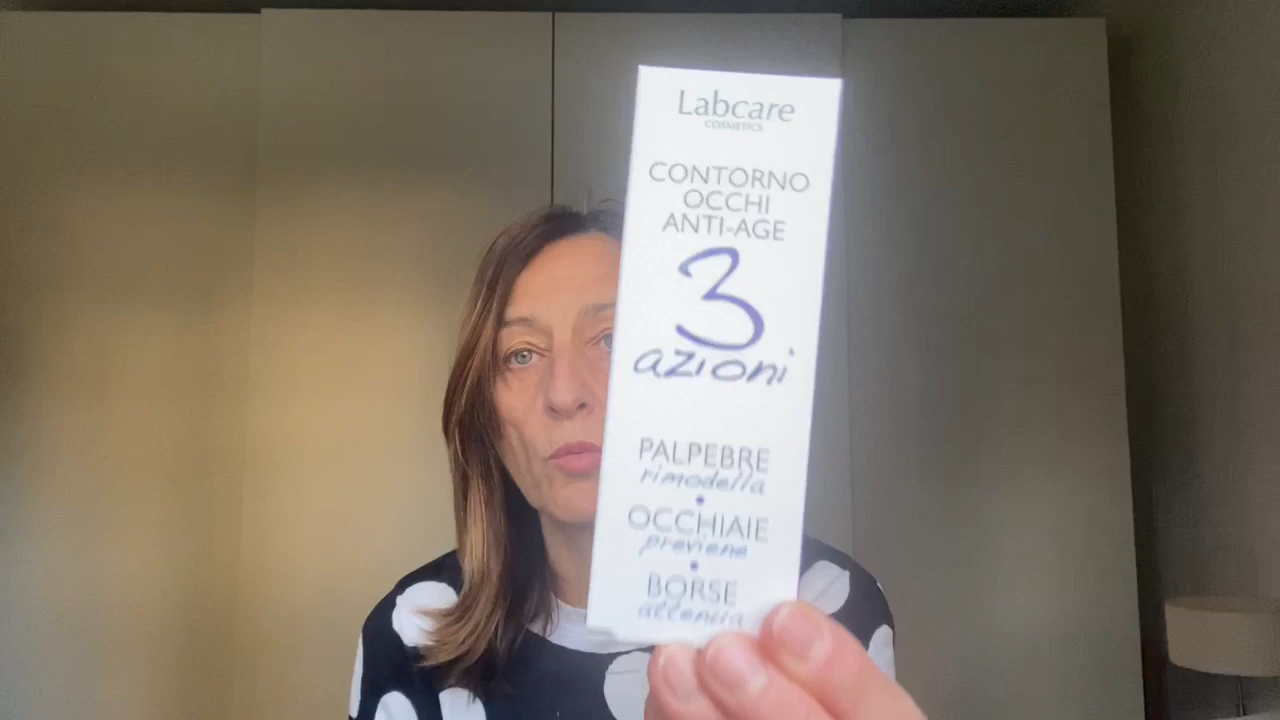 Labcare
COSMETICS
CONTORNO
OCCHI
ANTI-AGE
3
azioni
PALPEBRE
rimodella
OCCHIAIE
previene
BORSE
attenua